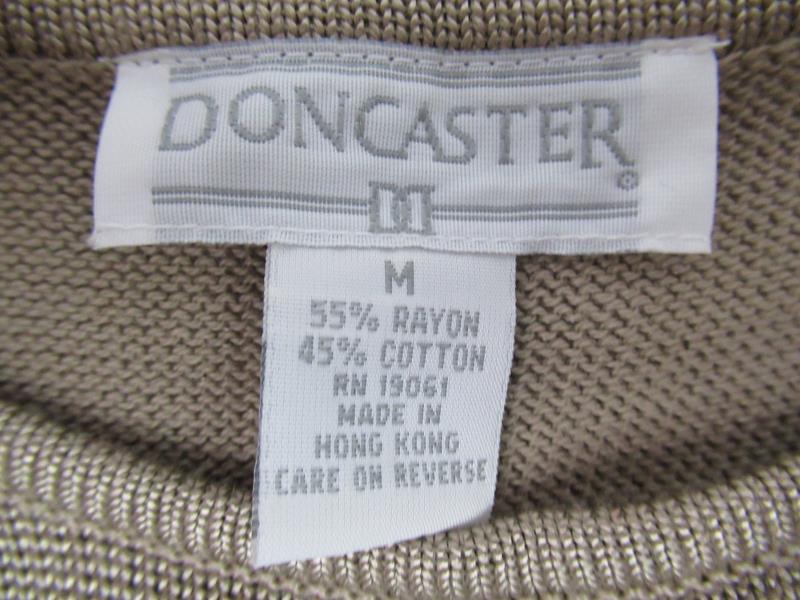 DONCASTER®
M
55% RAYON
45% COTTON
RN 19061
MADE IN
HONG KONG
CARE ON REVERSE